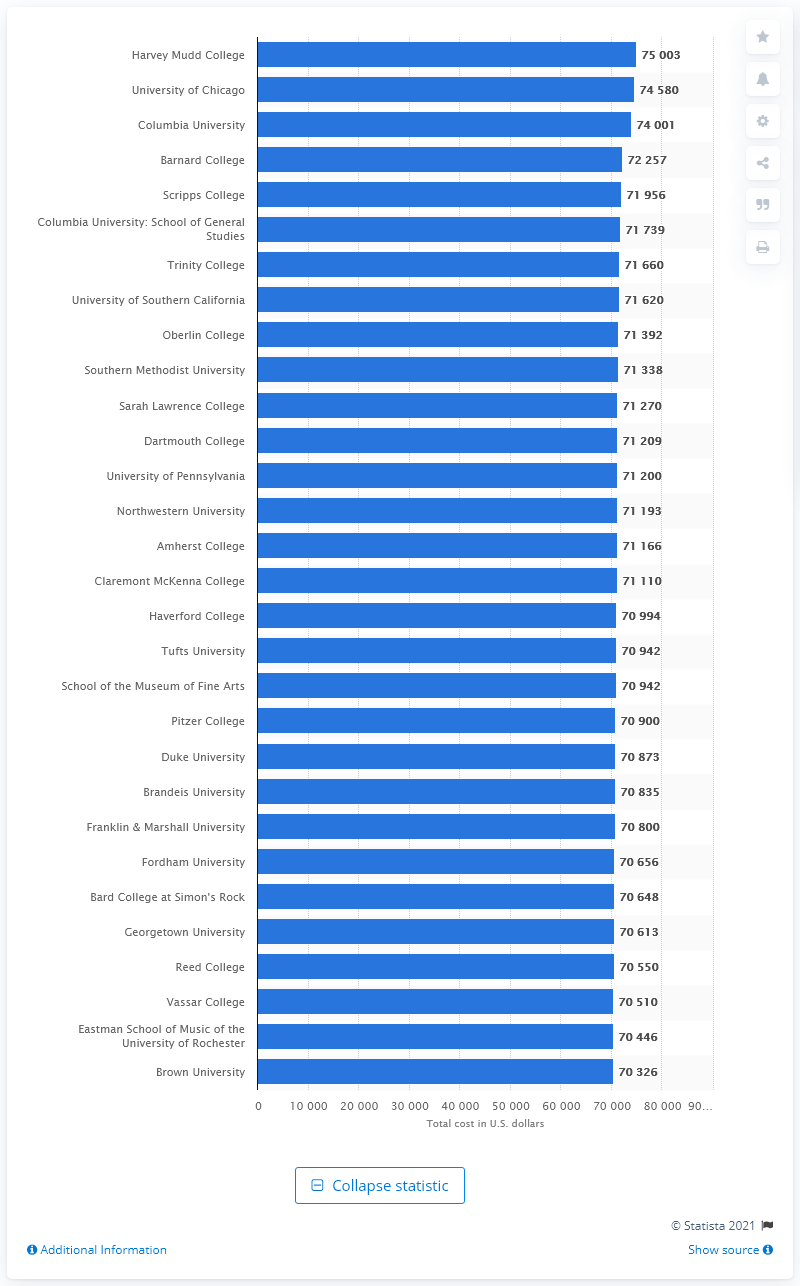 Harvey Mudd College 75 003
University of Chicago 74 580
Columbia University 74 001
Barnard College 72 257
Scripps College 71 956
Columbia University: School of General
Studies 71 739
Trinity College 71 660
University of Southern California 71 620
Oberlin College 71 392
Southern Methodist University 71 338
Sarah Lawrence College 71 270
Dartmouth College 71 209
University of Pennsylvania 71 200
Northwestern University 71 193
Amherst College 71 166
Claremont McKenna College 71 110
Haverford College 70 994
Tufts University 70 942
School of the Museum of Fine Arts 70 942
Pitzer College 70 900
Duke University 70 873
Brandeis University 70 835
Franklin & Marshall University 70 800
Fordham University 70 656
Bard College at Simon's Rock 70 648
Georgetown University 70 613
Reed College 70 550
Vassar College 70 510
Eastman School of Music of the
University of Rochester 70 446
Brown University 70 326
0 10 000 20 000 30 000 40 000 50 000 60 000 70 000 80 000 90...
Total cost in U.S. dollars
Collapse statistic
© Statista 2021
Additional Information Show source